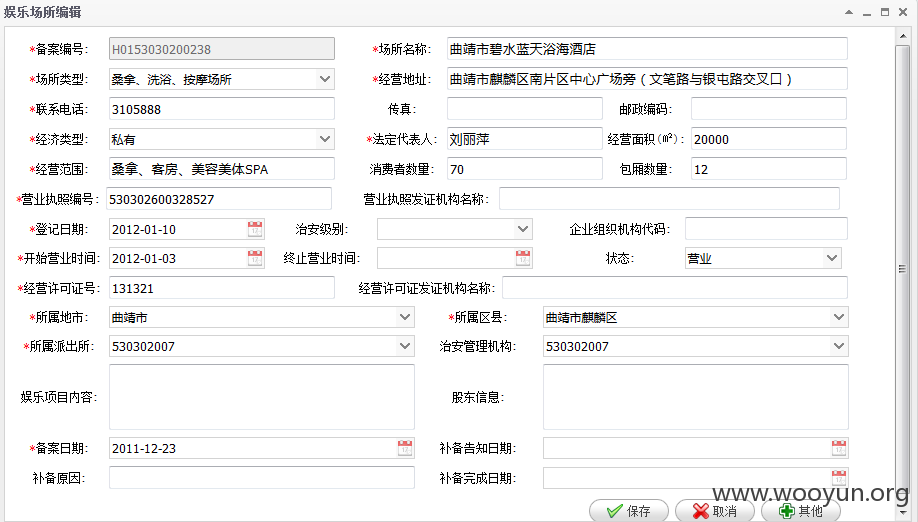 娱乐场所编辑
*备案编号： H0153030200238 *场所名称： 曲靖市碧水蓝天浴海酒店
*场所类型： 桑拿、洗浴、按摩场所 *经营地址： 曲靖市麒麟区南片区中心广场旁（文笔路与银屯路交叉口）
*联系电话： 3105888 传真： 邮政编码：
*经济类型： 私有 *法定代表人： 刘丽萍 经营面积(㎡)： 20000
*经营范围： 桑拿、客房、美容美体SPA 消费者数量： 70 包厢数量： 12
*营业执照编号： 530302600328527 营业执照发证机构名称：
*登记日期： 2012-01-10 治安级别： 企业组织机构代码：
*开始营业时间： 2012-01-03 终止营业时间： 状态： 营业
*经营许可证号： 131321 经营许可证发证机构名称：
*所属地市： 曲靖市 *所属区县： 曲靖市麒麟区
*所属派出所： 530302007 治安管理机构： 530302007
娱乐项目内容： 股东信息：
*备案日期： 2011-12-23 补备告知日期：
补备原因： 补备完成日期：
保存 取消 其他
www.wooyun.org